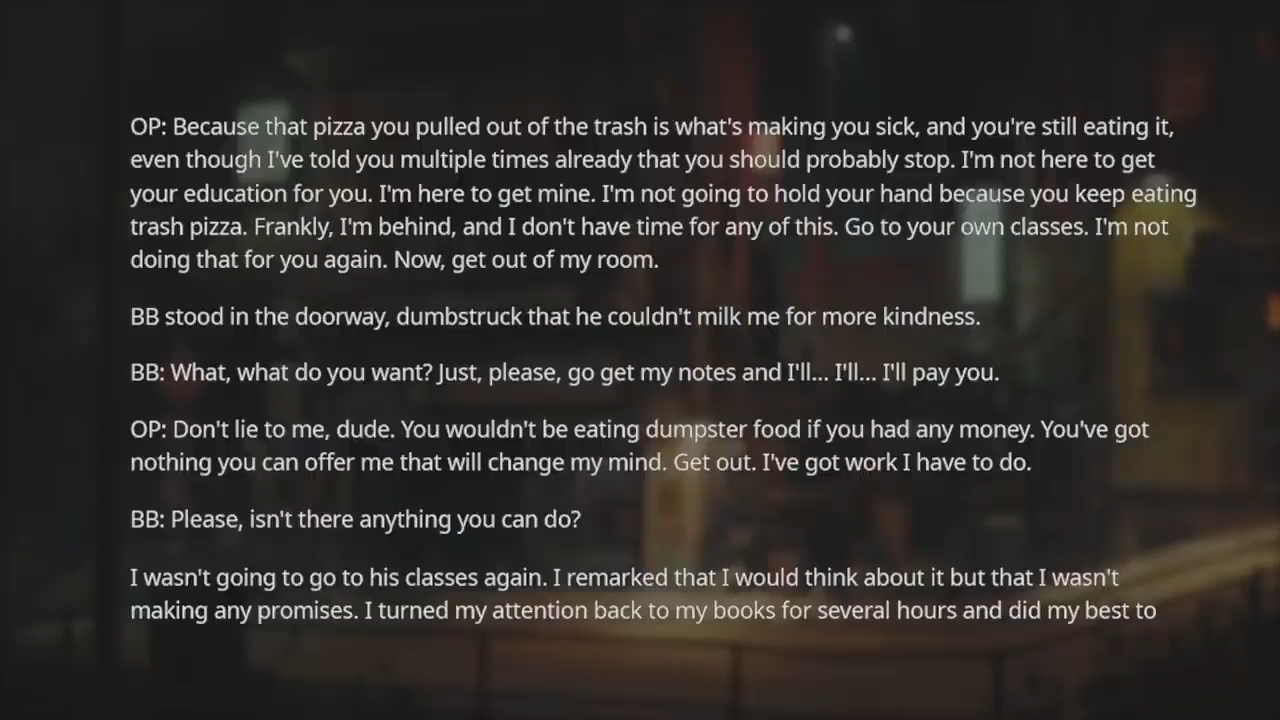 OP: Because that pizza you pulled out of the trash is what's making you sick, and you're still eating it,
even though I've told you multiple times already that you should probably stop. I'm not here to get
your education for you. I'm here to get mine. I'm not going to hold your hand because you keep eating
trash pizza. Frankly, I'm behind, and I don't have time for any of this. Go to your own classes. I'm not
doing that for you again. Now, get out of my room.
BB stood in the doorway, dumbstruck that he couldn't milk me for more kindness.
BB: What, what do you want? Just, please, go get my notes and I'll... I'll... I'll pay you.
OP: Don't lie to me, dude. You wouldn't be eating dumpster food if you had any money. You've got
nothing you can offer me that will change my mind. Get out. I've got work I have to do.
BB: Please, isn't there anything you can do?
I wasn't going to go to his classes again. I remarked that I would think about it but that I wasn't
making any promises. I turned my attention back to my books for several hours and did my best to